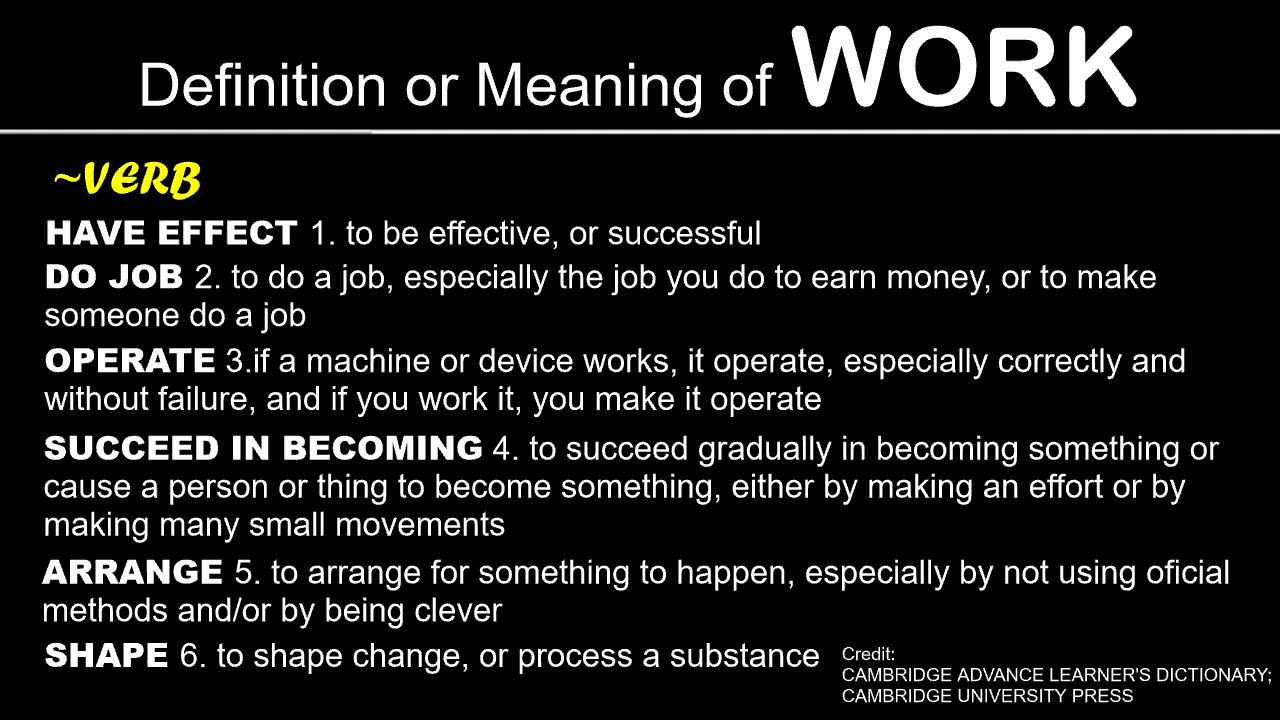 Definition or Meaning of WORK
~VERB
HAVE EFFECT 1. to be effective, or successful
DO JOB 2. to do a job, especially the job you do to earn money, or to make
someone do a job
OPERATE 3.if a machine or device works, it operate, especially correctly and
without failure, and if you work it, you make it operate
SUCCEED IN BECOMING 4. to succeed gradually in becoming something or
cause a person or thing to become something, either by making an effort or by
making many small movements
ARRANGE 5. to arrange for something to happen, especially by not using oficial
methods and/or by being clever
SHAPE 6. to shape change, or process a substance
Credit:
CAMBRIDGE ADVANCE LEARNER'S DICTIONARY;
CAMBRIDGE UNIVERSITY PRESS